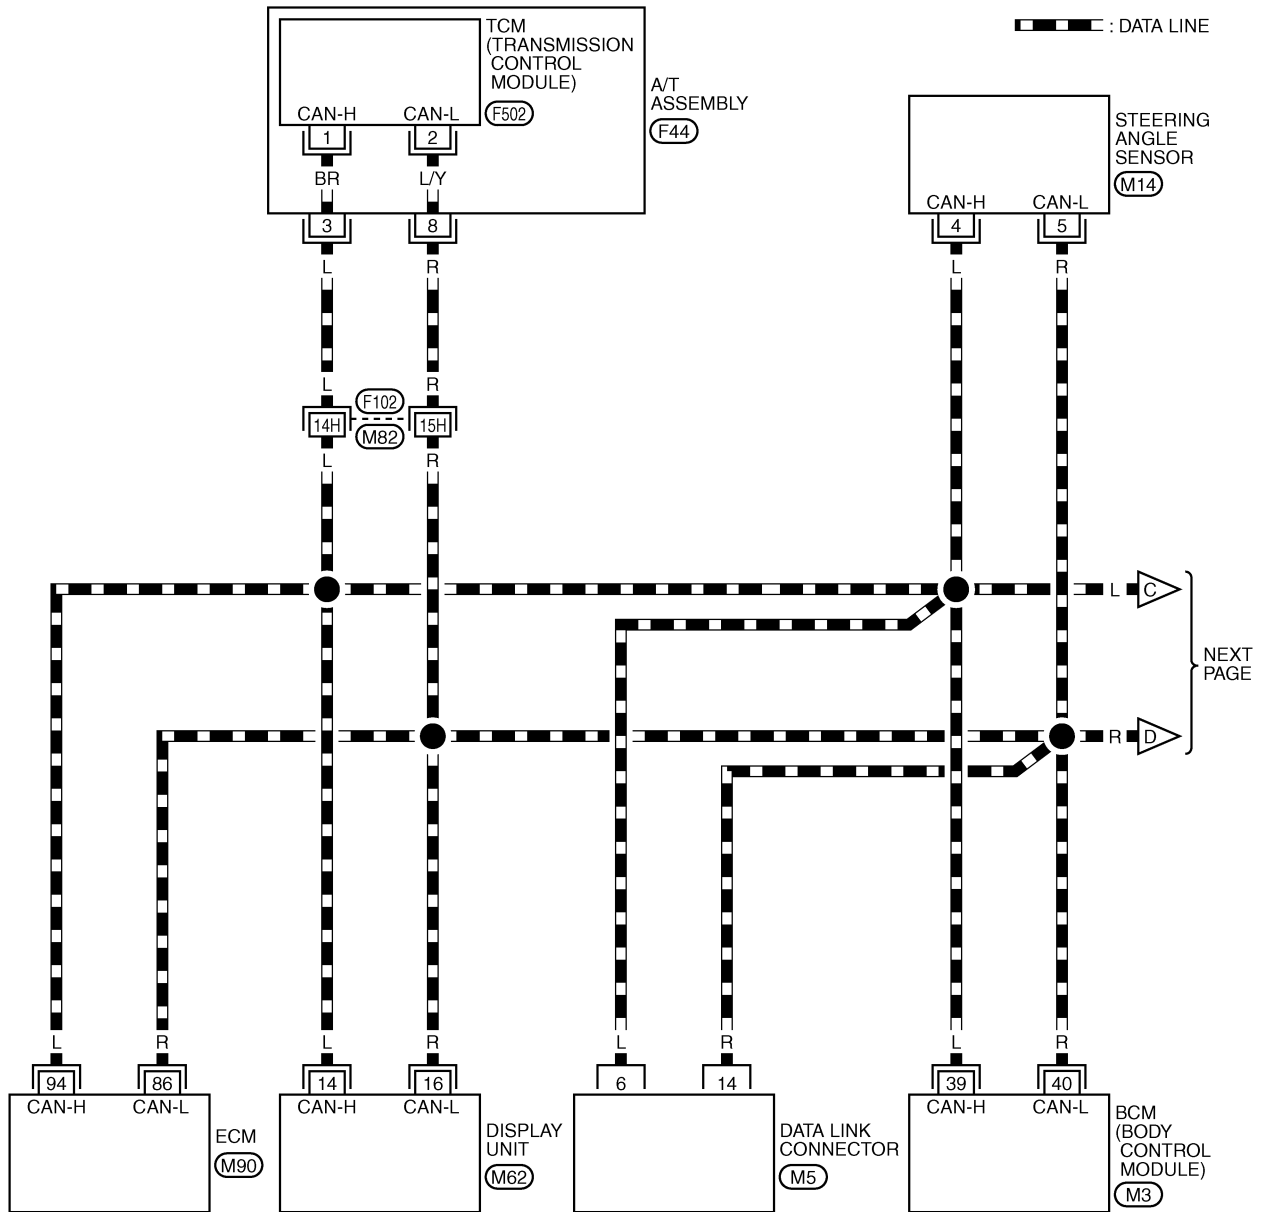 TCM
(TRANSMISSION
CONTROL
MODULE)
F502
CAN-H
CAN-L
1
2
BR
L/Y
A/T
ASSEMBLY
F44
3
8
L
R
: DATA LINE
STEERING
ANGLE
SENSOR
M14
CAN-H
CAN-L
4
5
L
R
L
R
F102
14H
15H
M82
L
R
L
C
NEXT
PAGE
R
D
L
R
L
R
L
R
L
R
94
86
14
16
6
14
39
40
CAN-H
CAN-L
CAN-H
CAN-L
CAN-H
CAN-L
ECM
M90
DISPLAY
UNIT
M62
DATA LINK
CONNECTOR
M5
BCM
(BODY
CONTROL
MODULE)
M3